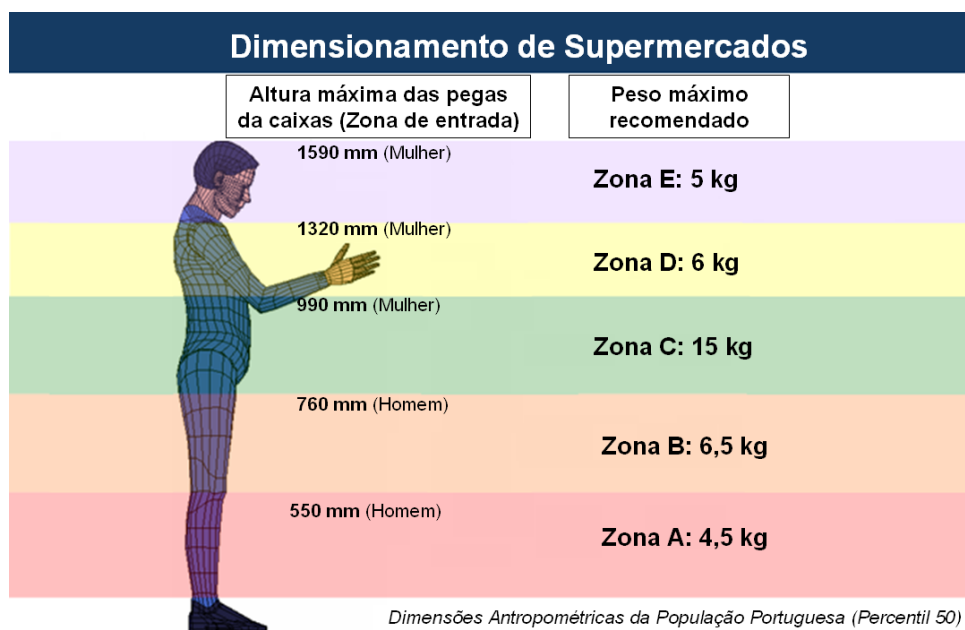 Dimensionamento de Supermercados
Altura máxima das pegas
da caixas (Zona de entrada)
Peso máximo
recomendado
1590 mm (Mulher)
Zona E: 5 kg
1320 mm (Mulher)
Zona D: 6 kg
990 mm (Mulher)
Zona C: 15 kg
760 mm (Homem)
Zona B: 6,5 kg
550 mm (Homem)
Zona A: 4,5 kg
Dimensões Antropométricas da População Portuguesa (Percentil 50)